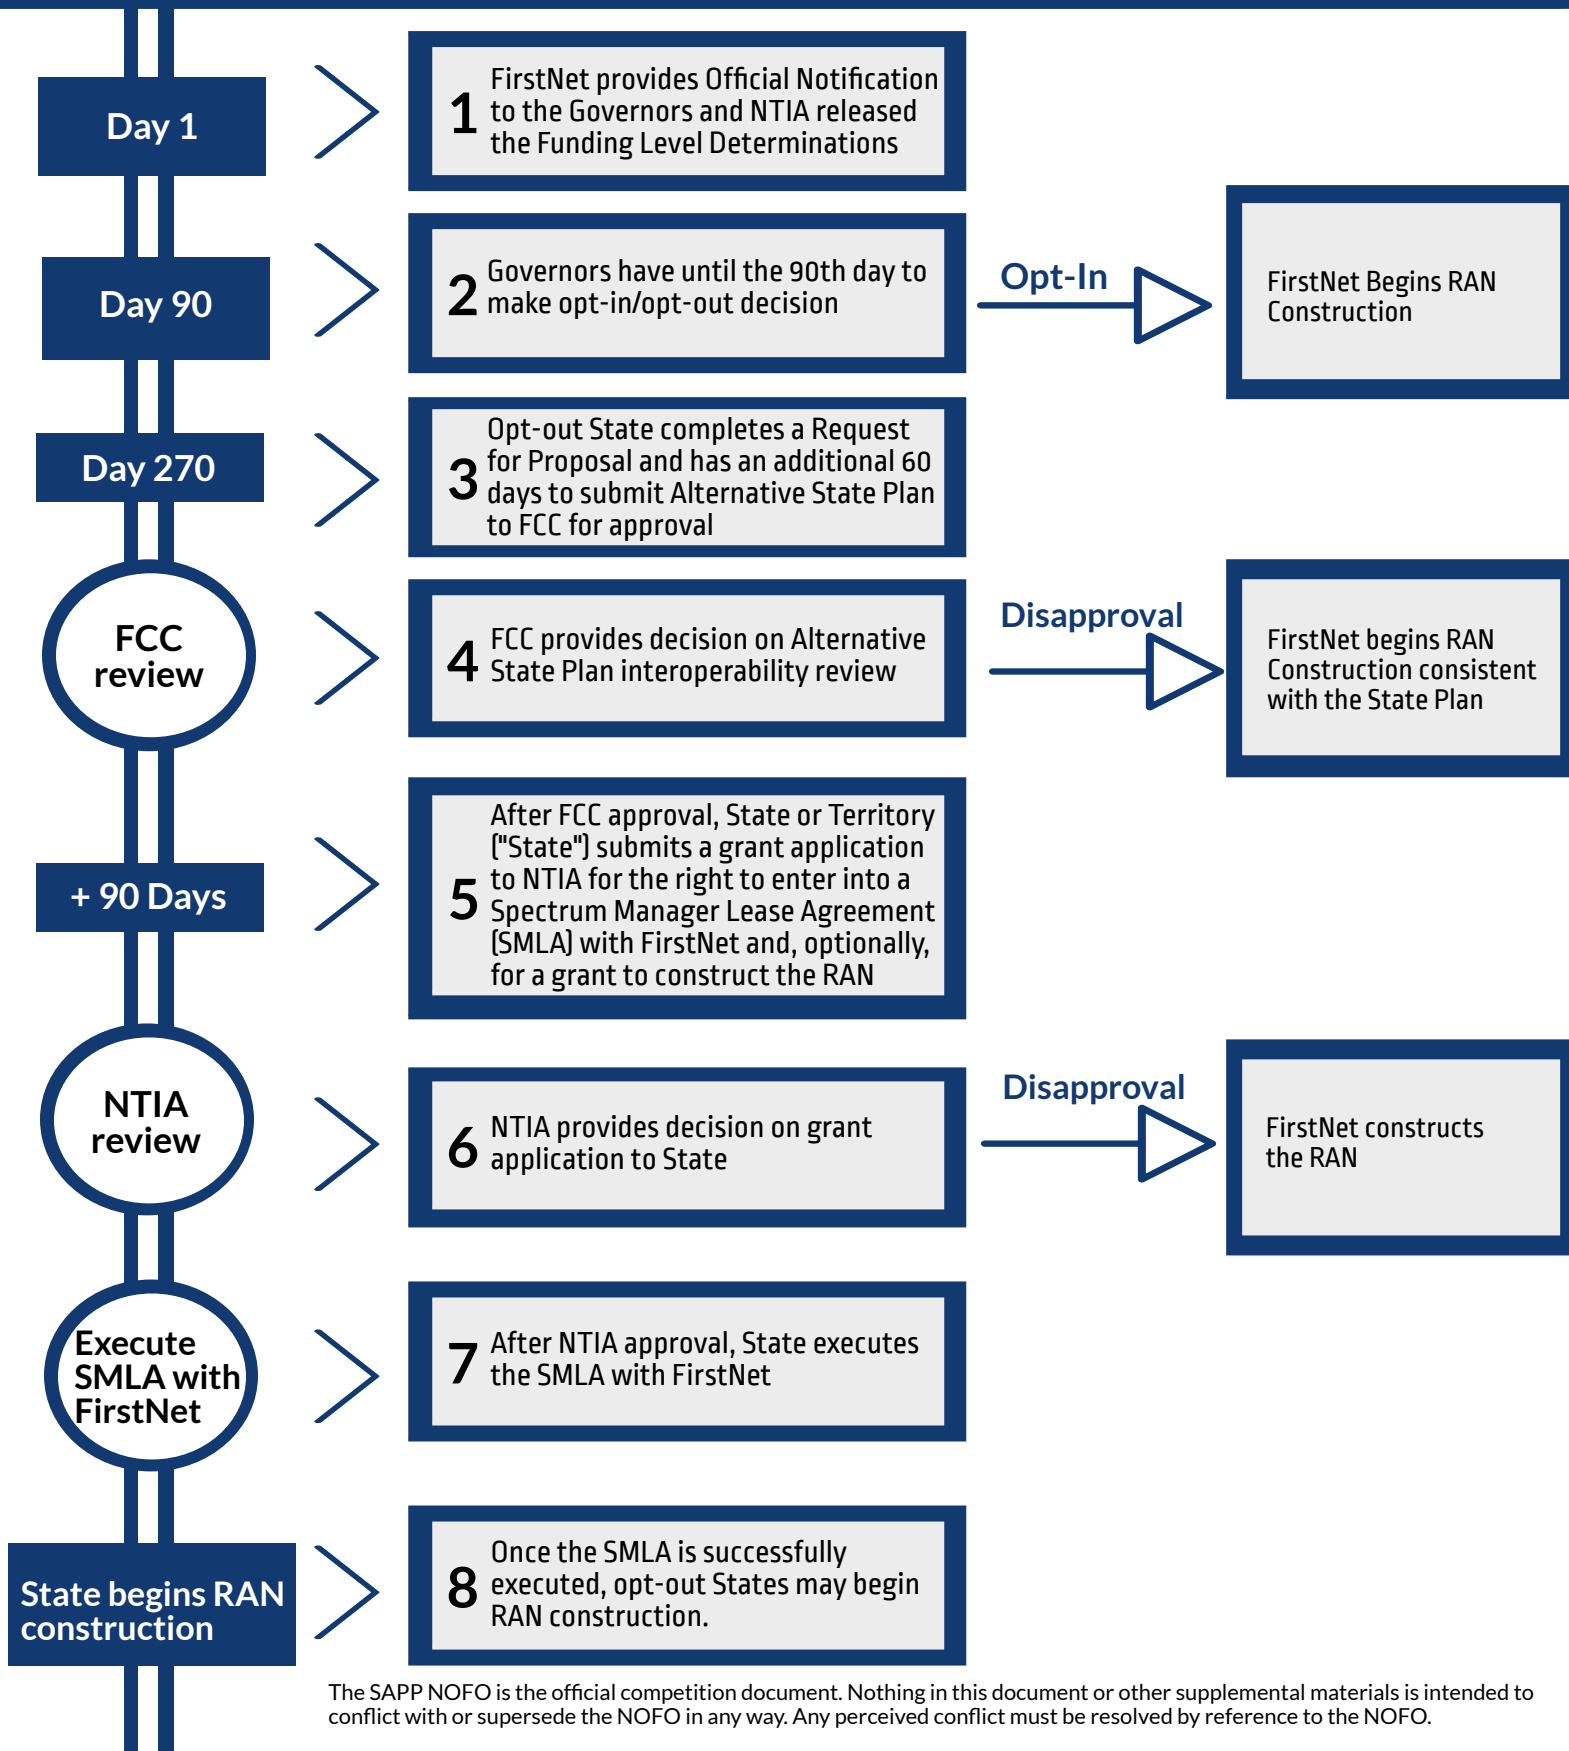 Day 1
1
FirstNet provides Official Notification
to the Governors and NTIA released
the Funding Level Determinations
Day 90
2
Governors have until the 90th day to
make opt-in/opt-out decision
Opt-In
FirstNet Begins RAN
Construction
Day 270
3
Opt-out State completes a Request
for Proposal and has an additional 60
days to submit Alternative State Plan
to FCC for approval
FCC
review
4
FCC provides decision on Alternative
State Plan interoperability review
Disapproval
FirstNet begins RAN
Construction consistent
with the State Plan
+ 90 Days
5
After FCC approval, State or Territory
("State") submits a grant application
to NTIA for the right to enter into a
Spectrum Manager Lease Agreement
(SMLA) with FirstNet and, optionally,
for a grant to construct the RAN
NTIA
review
6
NTIA provides decision on grant
application to State
Disapproval
FirstNet constructs
the RAN
Execute
SMLA with
FirstNet
7
After NTIA approval, State executes
the SMLA with FirstNet
State begins RAN
construction
8
Once the SMLA is successfully
executed, opt-out States may begin
RAN construction.
The SAPP NOFO is the official competition document. Nothing in this document or other supplemental materials is intended to
conflict with or supersede the NOFO in any way. Any perceived conflict must be resolved by reference to the NOFO.